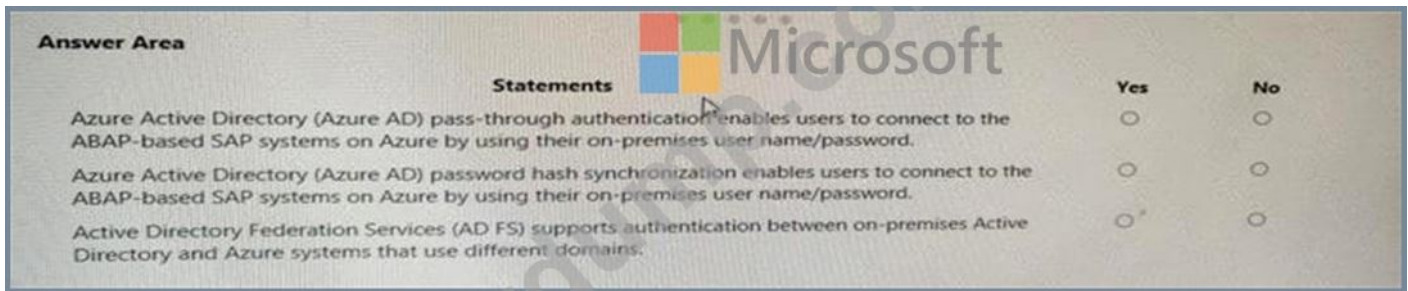 Microsoft
Answer Area
Statements
Yes
No
Azure Active Directory (Azure AD) pass-through authentication enables users to connect to the
ABAP-based SAP systems on Azure by using their on-premises user name/password.
Azure Active Directory (Azure AD) password hash synchronization enables users to connect to the
ABAP-based SAP systems on Azure by using their on-premises user name/password.
Active Directory Federation Services (AD FS) supports authentication between on-premises Active
Directory and Azure systems that use different domains.